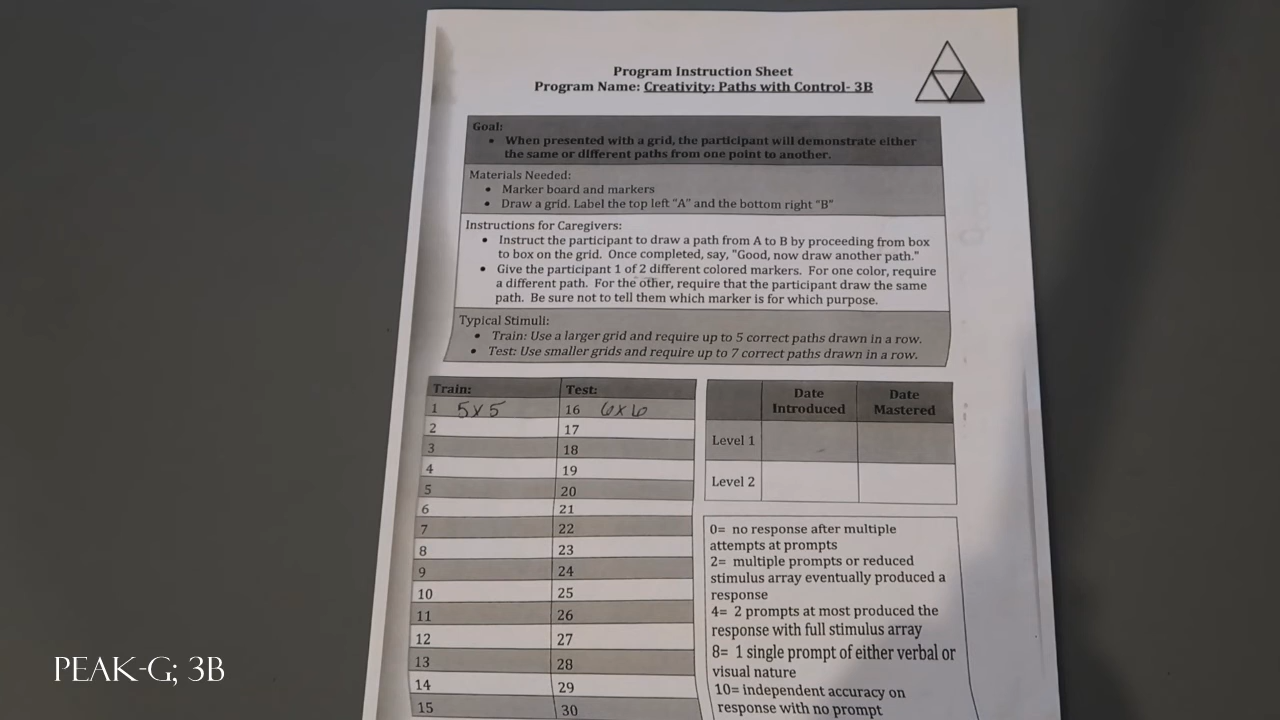 Program Instruction Sheet
Program Name: Creativity: Paths with Control- 3B
Goal:
• When presented with a grid, the participant will demonstrate either
the same or different paths from one point to another.
Materials Needed:
• Marker board and markers
• Draw a grid. Label the top left "A" and the bottom right "B"
Instructions for Caregivers:
• Instruct the participant to draw a path from A to B by proceeding from box
to box on the grid. Once completed, say, "Good, now draw another path."
• Give the participant 1 of 2 different colored markers. For one color, require
a different path. For the other, require that the participant draw the same
path. Be sure not to tell them which marker is for which purpose.
Typical Stimuli:
• Train: Use a larger grid and require up to 5 correct paths drawn in a row.
• Test: Use smaller grids and require up to 7 correct paths drawn in a row.
Train: Test:
1 5x5 16 6x6
2 17
3 18
4 19
5 20
6 21
7 22
8 23
9 24
10 25
11 26
12 27
13 28
14 29
15 30
Date Introduced Date Mastered
Level 1
Level 2
0= no response after multiple
attempts at prompts
2= multiple prompts or reduced
stimulus array eventually produced a
response
4= 2 prompts at most produced the
response with full stimulus array
8= 1 single prompt of either verbal or
visual nature
10= independent accuracy on
response with no prompt
PEAK-G; 3B